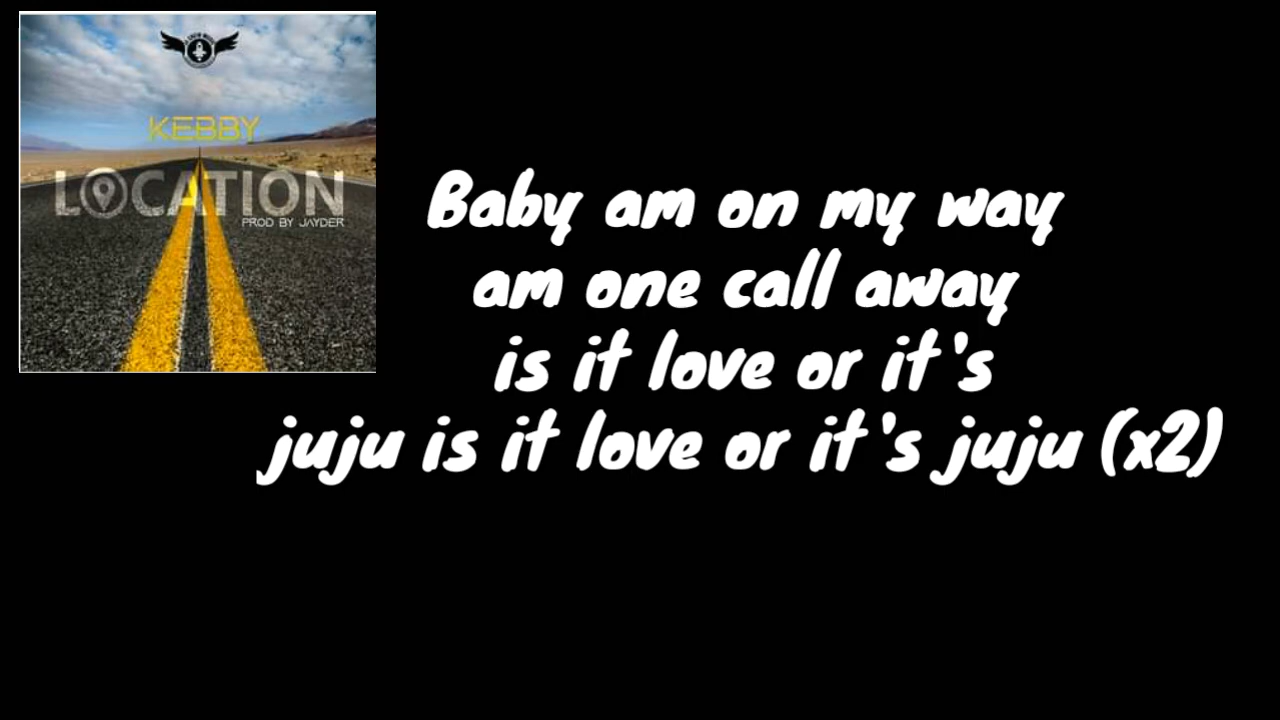 KEBBY
LOCATION
PROD BY JAYDER
Baby am on my way
am one call away
is it love or it's
juju is it love or it's juju (x2)